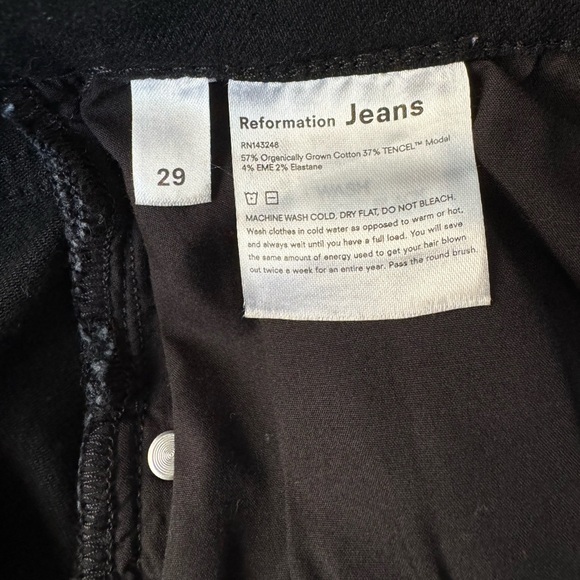 29
Reformation Jeans
RN143248
57% Organically Grown Cotton 37% TENCEL™ Modal
4% EME 2% Elastane
MACHINE WASH COLD, DRY FLAT, DO NOT BLEACH.
Wash clothes in cold water as opposed to warm or hot,
and always wait until you have a full load. You will save
the same amount of energy used to get your hair blown
out twice a week for an entire year. Pass the round brush.